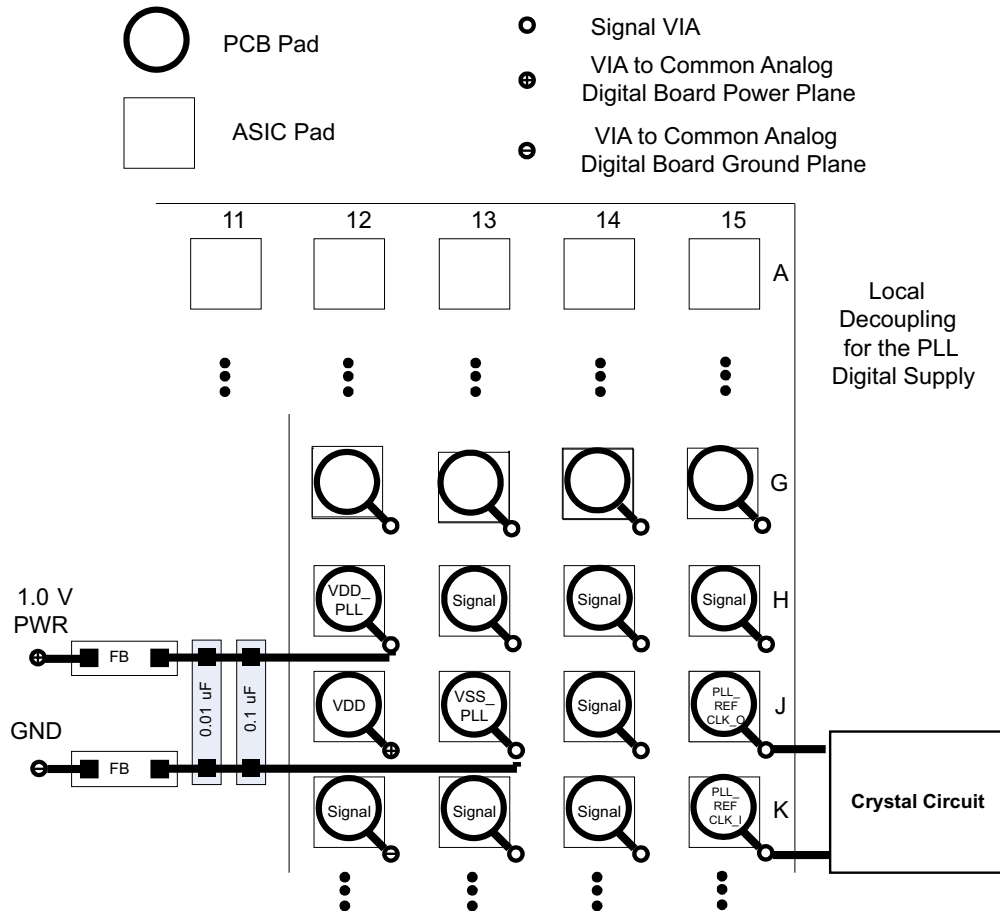 PCB Pad
Signal VIA
VIA to Common Analog
Digital Board Power Plane
ASIC Pad
VIA to Common Analog
Digital Board Ground Plane
11 12 13 14 15
A
Local
Decoupling
for the PLL
Digital Supply
G
1.0 V
PWR
VDD_
PLL
Signal
Signal
Signal
H
FB
0.01 uF
0.1 uF
VDD
VSS_
PLL
Signal
PLL_
REF
CLK_O
J
GND
FB
Signal
Signal
Signal
PLL_
REF
CLK_I
K
Crystal Circuit